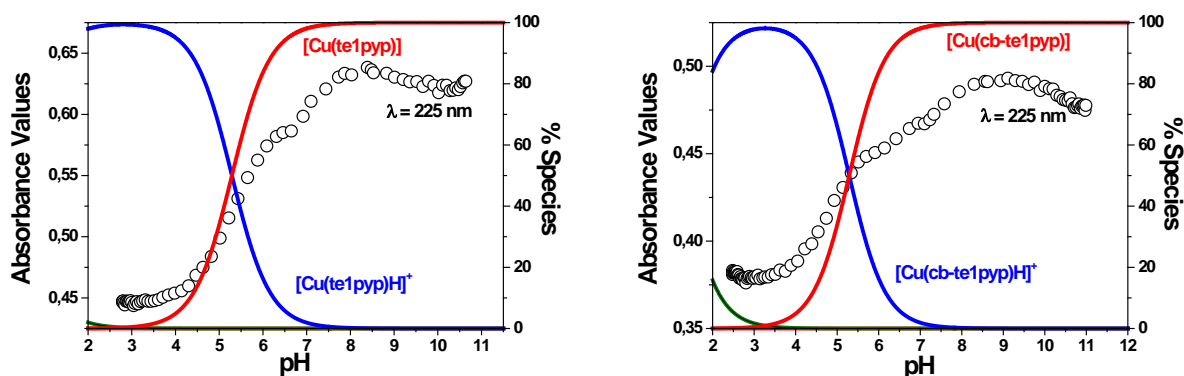 [Cu(te1pyp)]
λ = 225 nm
[Cu(te1pyp)H]⁺
Absorbance Values
0,65
0,60
0,55
0,50
0,45
% Species
100
80
60
40
20
0
2 3 4 5 6 7 8 9 10 11
pH
[Cu(cb-te1pyp)]
λ = 225 nm
[Cu(cb-te1pyp)H]⁺
Absorbance Values
0,50
0,45
0,40
0,35
% Species
100
80
60
40
20
0
2 3 4 5 6 7 8 9 10 11 12
pH